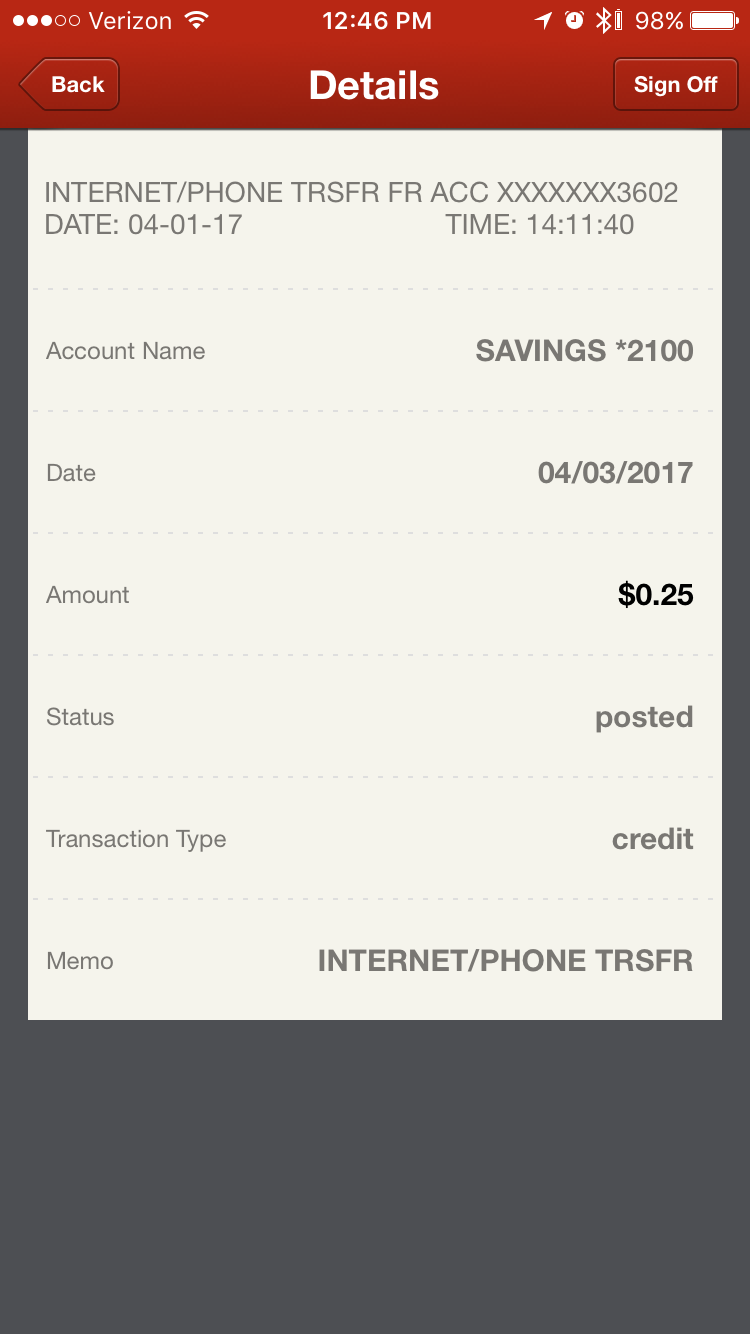 Verizon 12:46 PM 98%
Back Details Sign Off
INTERNET/PHONE TRSFR FR ACC XXXXXXX3602
DATE: 04-01-17 TIME: 14:11:40
Account Name SAVINGS *2100
Date 04/03/2017
Amount $0.25
Status posted
Transaction Type credit
Memo INTERNET/PHONE TRSFR